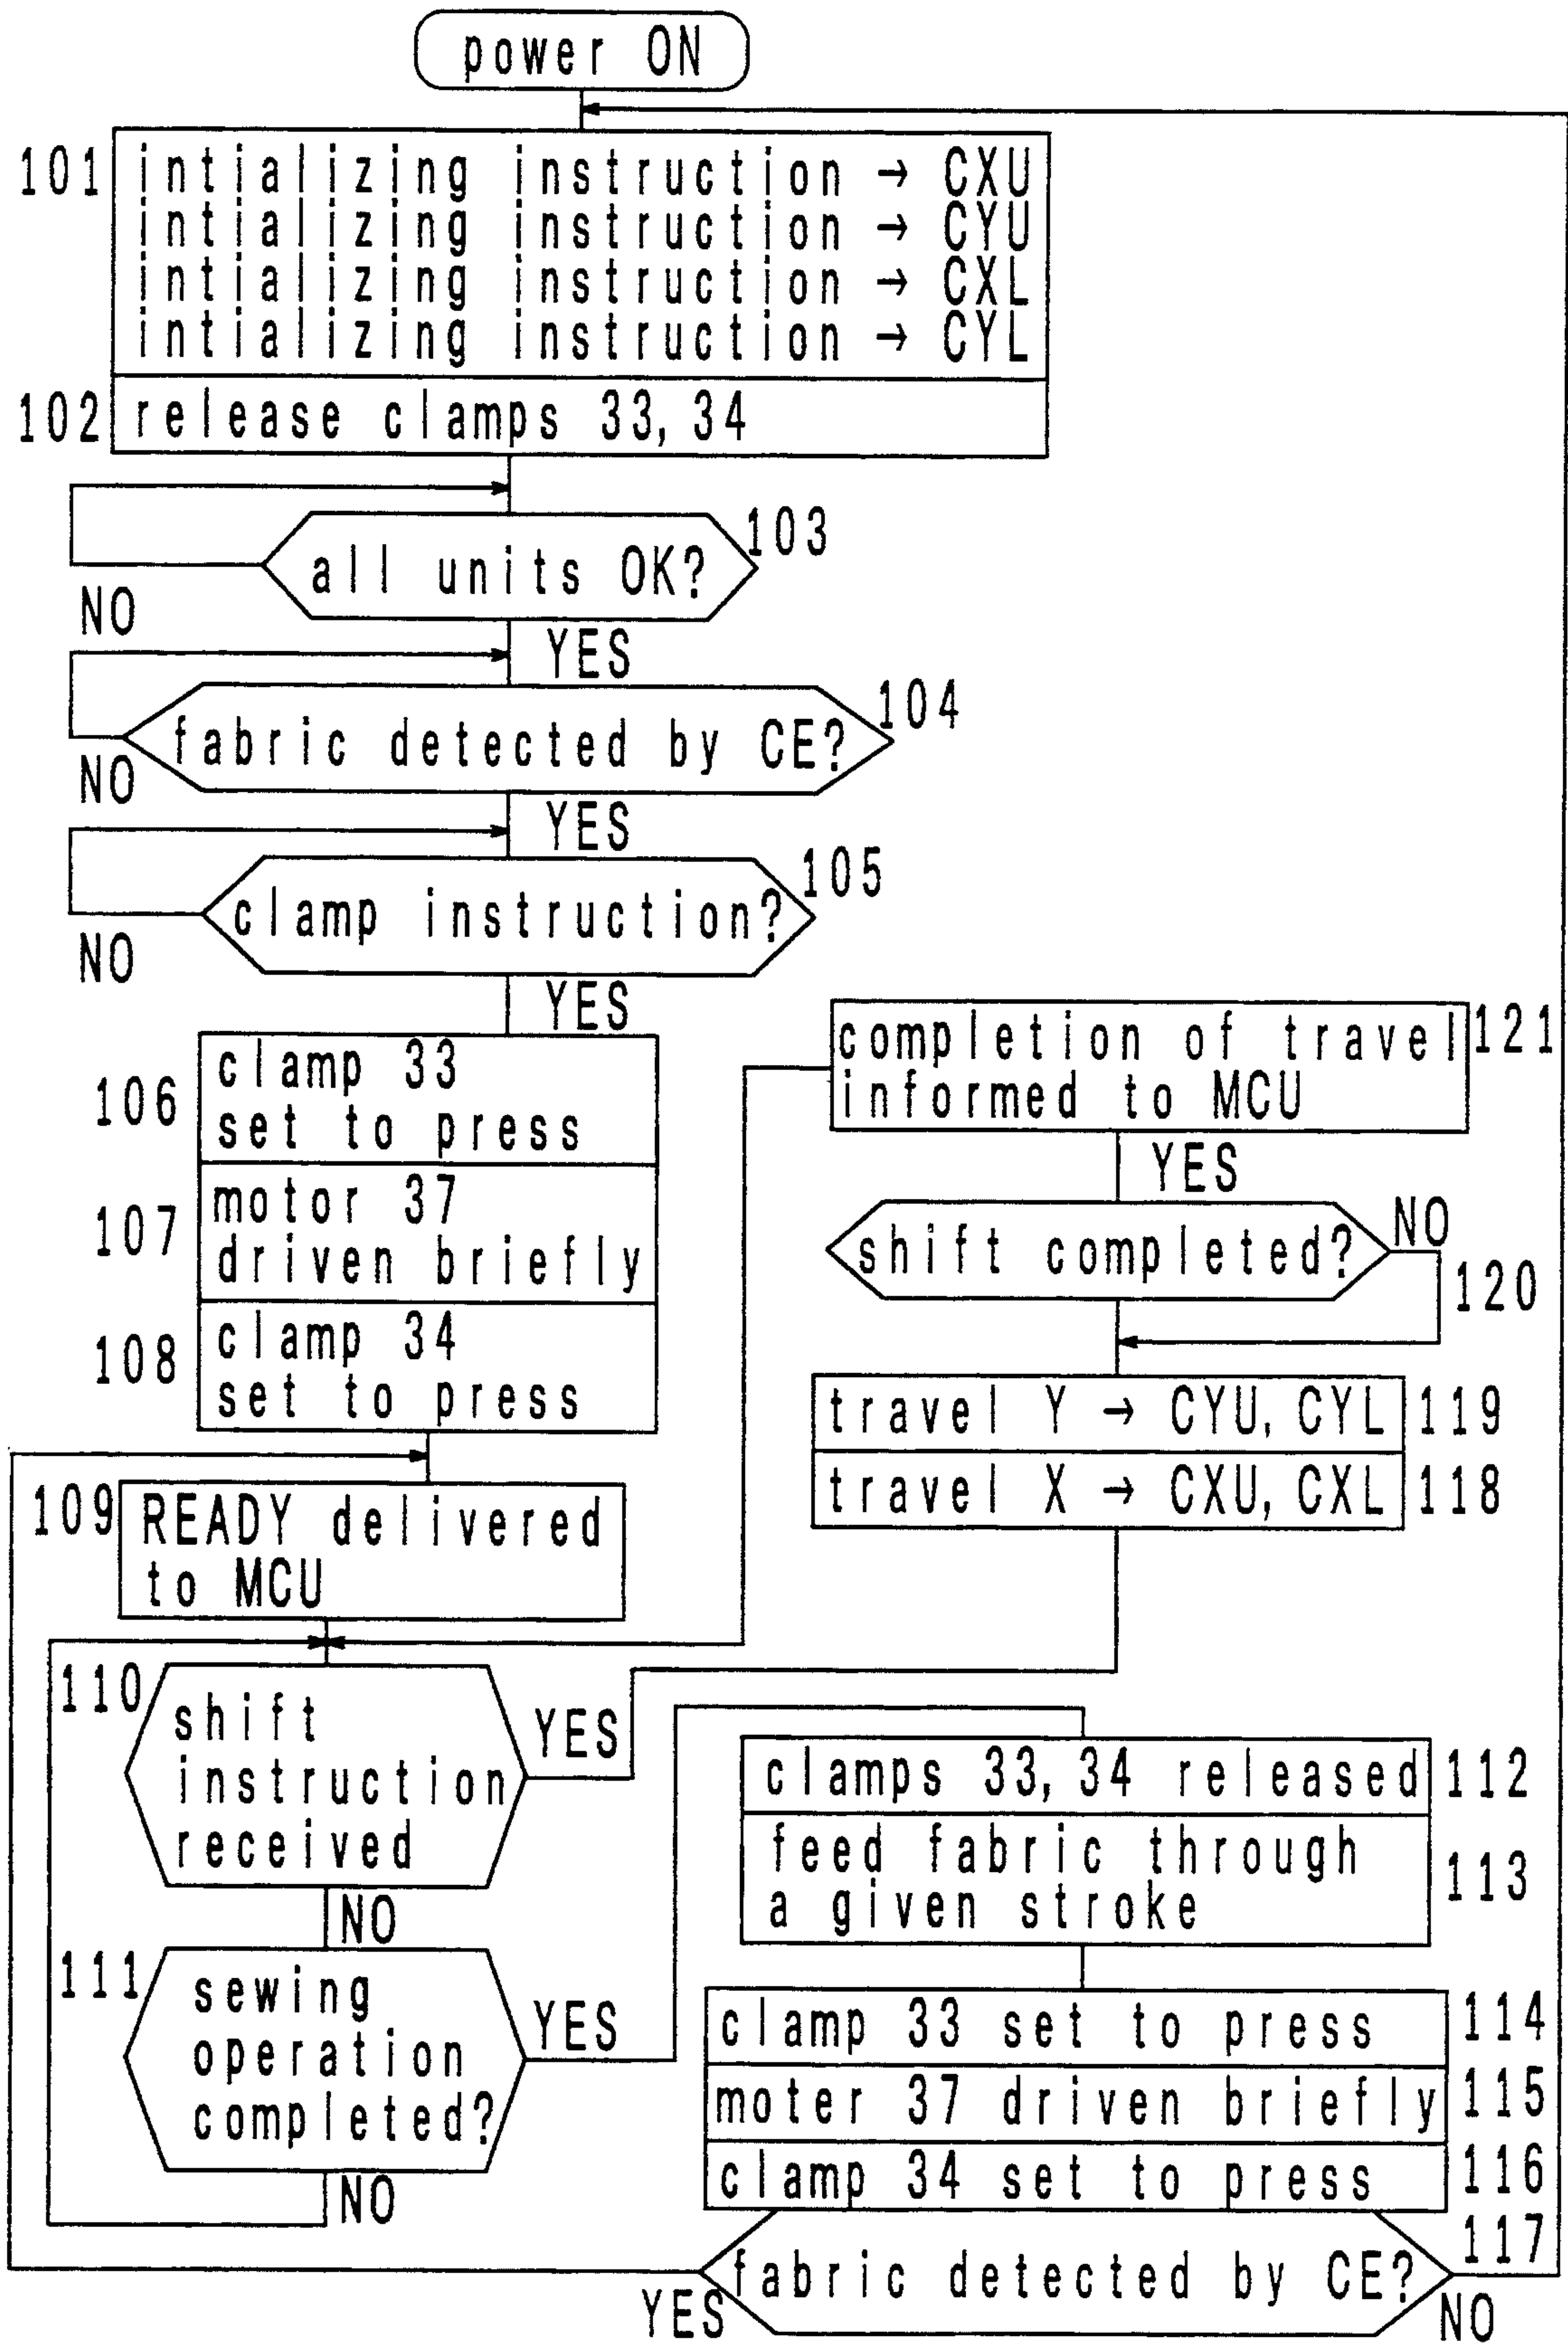 power ON
101
intializing instruction → CXU
intializing instruction → CYU
intializing instruction → CXL
intializing instruction → CYL
102
release clamps 33, 34
103
all units OK?
NO
YES
104
fabric detected by CE?
NO
YES
105
clamp instruction?
NO
YES
106
clamp 33
set to press
107
motor 37
driven briefly
108
clamp 34
set to press
109
READY delivered
to MCU
110
shift
instruction
received
YES
NO
111
sewing
operation
completed?
YES
NO
completion of travel
informed to MCU
121
YES
shift completed?
NO
120
travel Y → CYU, CYL
119
travel X → CXU, CXL
118
clamps 33, 34 released
112
feed fabric through
a given stroke
113
clamp 33 set to press
114
moter 37 driven briefly
115
clamp 34 set to press
116
117
fabric detected by CE?
YES
NO